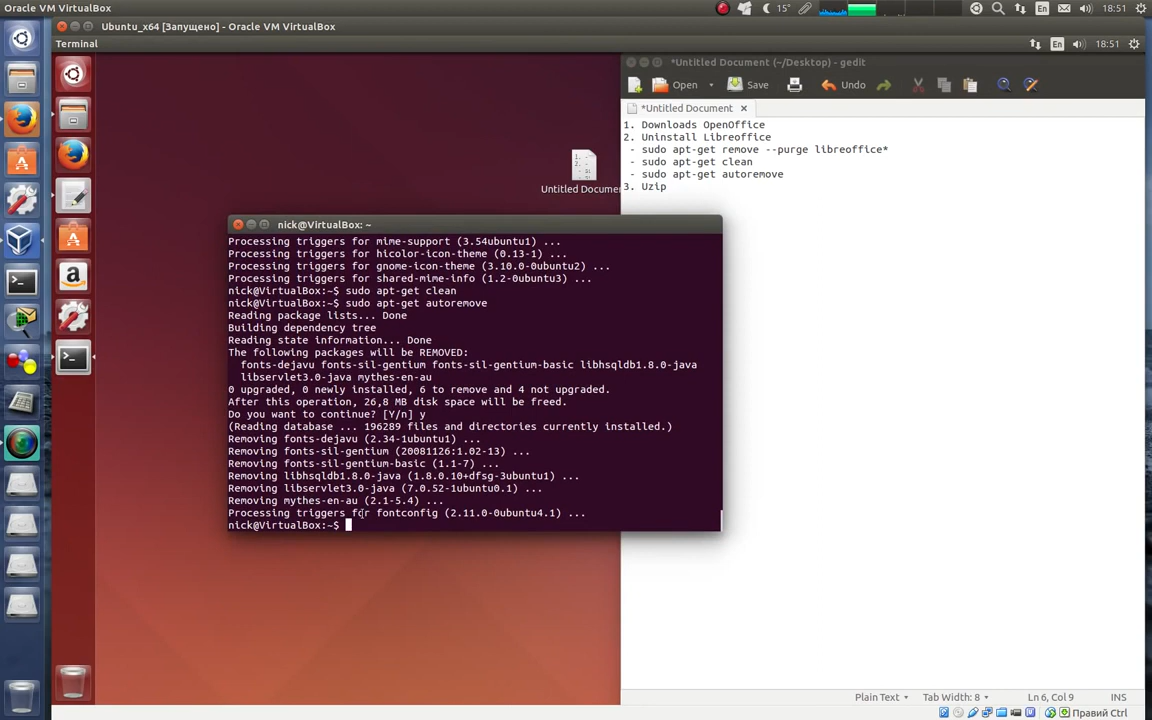 Oracle VM VirtualBox
15°
En
18:51
Ubuntu_x64 [Запущено] - Oracle VM VirtualBox
Terminal
En
18:51
*Untitled Document (~/Desktop) - gedit
Open
Save
Undo
*Untitled Document
1. Downloads OpenOffice
2. Uninstall Libreoffice
- sudo apt-get remove --purge libreoffice*
- sudo apt-get clean
- sudo apt-get autoremove
3. Uzip
Untitled Docume
nick@VirtualBox: ~
Processing triggers for mime-support (3.54ubuntu1) ...
Processing triggers for hicolor-icon-theme (0.13-1) ...
Processing triggers for gnome-icon-theme (3.10.0-0ubuntu2) ...
Processing triggers for shared-mime-info (1.2-0ubuntu3) ...
nick@VirtualBox:~$ sudo apt-get clean
nick@VirtualBox:~$ sudo apt-get autoremove
Reading package lists... Done
Building dependency tree
Reading state information... Done
The following packages will be REMOVED:
fonts-dejavu fonts-sil-gentium fonts-sil-gentium-basic libhsqldb1.8.0-java
libservlet3.0-java mythes-en-au
0 upgraded, 0 newly installed, 6 to remove and 4 not upgraded.
After this operation, 26,8 MB disk space will be freed.
Do you want to continue? [Y/n] y
(Reading database ... 196289 files and directories currently installed.)
Removing fonts-dejavu (2.34-1ubuntu1) ...
Removing fonts-sil-gentium (20081126:1.02-13) ...
Removing fonts-sil-gentium-basic (1.1-7) ...
Removing libhsqldb1.8.0-java (1.8.0.10+dfsg-3ubuntu1) ...
Removing libservlet3.0-java (7.0.52-1ubuntu0.1) ...
Removing mythes-en-au (2.1-5.4) ...
Processing triggers for fontconfig (2.11.0-0ubuntu4.1) ...
nick@VirtualBox:~$
Plain Text
Tab Width: 8
Ln 6, Col 9
INS
Правий Ctrl